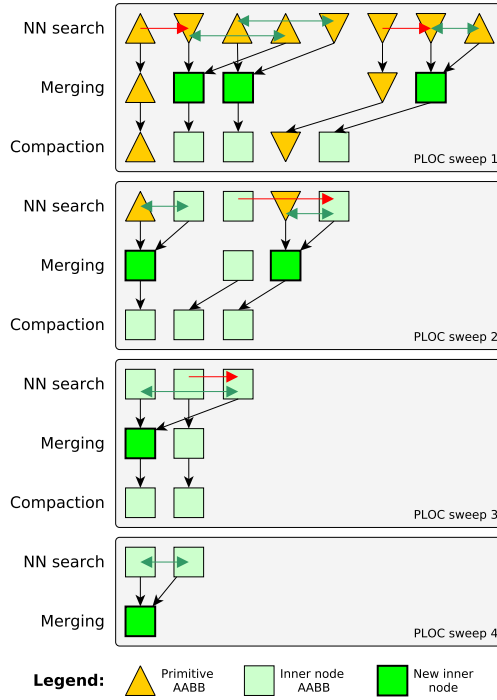 NN search
Merging
Compaction
PLOC sweep 1
NN search
Merging
Compaction
PLOC sweep 2
NN search
Merging
Compaction
PLOC sweep 3
NN search
Merging
PLOC sweep 4
Legend:
Primitive
AABB
Inner node
AABB
New inner
node